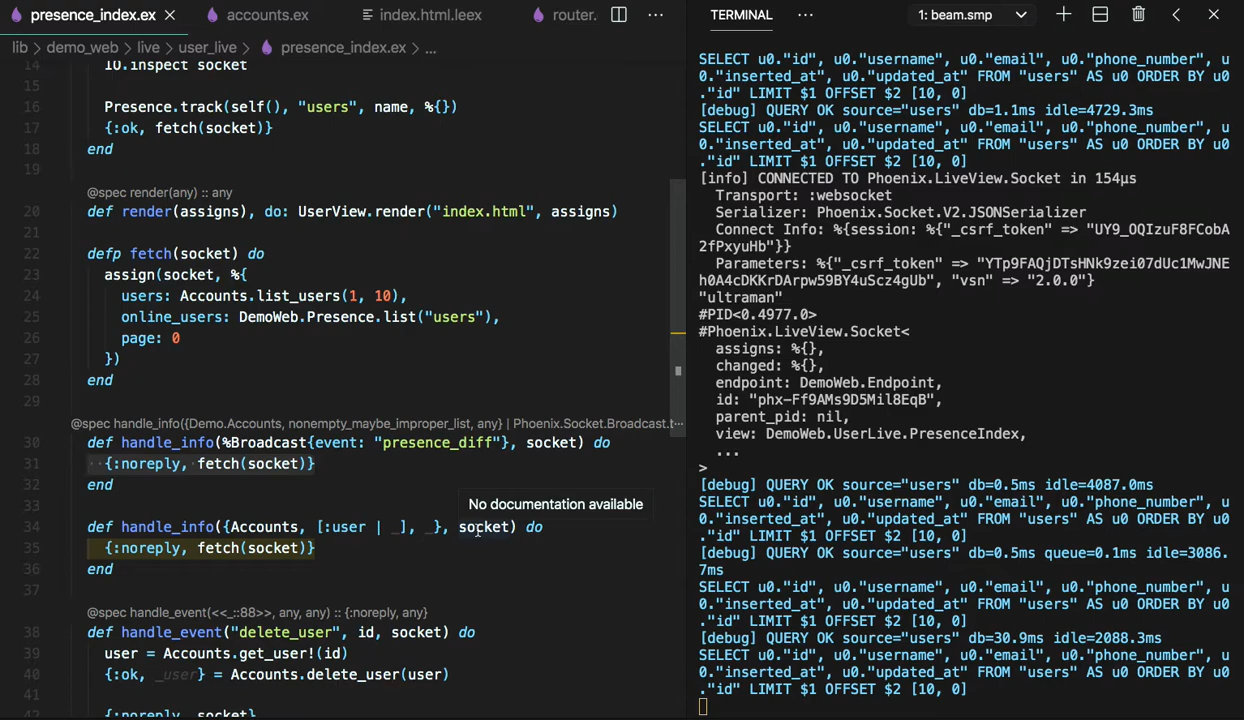 presence_index.ex
accounts.ex
index.html.leex
router.
TERMINAL
1: beam.smp
lib > demo_web > live > user_live > presence_index.ex > ...
14 IO.inspect socket
15
16 Presence.track(self(), "users", name, %{})
17 {:ok, fetch(socket)}
18 end
19
@spec render(any) :: any
20 def render(assigns), do: UserView.render("index.html", assigns)
21
22 defp fetch(socket) do
23 assign(socket, %{
24 users: Accounts.list_users(1, 10),
25 online_users: DemoWeb.Presence.list("users"),
26 page: 0
27 })
28 end
29
@spec handle_info({Demo.Accounts, nonempty_maybe_improper_list, any} | Phoenix.Socket.Broadcast.t...
30 def handle_info(%Broadcast{event: "presence_diff"}, socket) do
31 {:noreply, fetch(socket)}
32 end
33
No documentation available
34 def handle_info({Accounts, [:user | _], _}, socket) do
35 {:noreply, fetch(socket)}
36 end
37
@spec handle_event(<<_::88>>, any, any) :: {:noreply, any}
38 def handle_event("delete_user", id, socket) do
39 user = Accounts.get_user!(id)
40 {:ok, _user} = Accounts.delete_user(user)
41
42 {:noreply, socket}
SELECT u0."id", u0."username", u0."email", u0."phone_number", u
0."inserted_at", u0."updated_at" FROM "users" AS u0 ORDER BY u0
."id" LIMIT $1 OFFSET $2 [10, 0]
[debug] QUERY OK source="users" db=1.1ms idle=4729.3ms
SELECT u0."id", u0."username", u0."email", u0."phone_number", u
0."inserted_at", u0."updated_at" FROM "users" AS u0 ORDER BY u0
."id" LIMIT $1 OFFSET $2 [10, 0]
[info] CONNECTED TO Phoenix.LiveView.Socket in 154µs
Transport: :websocket
Serializer: Phoenix.Socket.V2.JSONSerializer
Connect Info: %{session: %{"_csrf_token" => "UY9_OQIzuF8FCobA
2fPxyuHb"}}
Parameters: %{"_csrf_token" => "YTp9FAQjDTsHNk9zei07dUc1MwJNE
h0A4cDKKrDArpw59BY4uScz4gUb", "vsn" => "2.0.0"}
"ultraman"
#PID<0.4977.0>
#Phoenix.LiveView.Socket<
assigns: %{},
changed: %{},
endpoint: DemoWeb.Endpoint,
id: "phx-Ff9AMs9D5Mil8EqB",
parent_pid: nil,
view: DemoWeb.UserLive.PresenceIndex,
...
>
[debug] QUERY OK source="users" db=0.5ms idle=4087.0ms
SELECT u0."id", u0."username", u0."email", u0."phone_number", u
0."inserted_at", u0."updated_at" FROM "users" AS u0 ORDER BY u0
."id" LIMIT $1 OFFSET $2 [10, 0]
[debug] QUERY OK source="users" db=0.5ms queue=0.1ms idle=3086.
7ms
SELECT u0."id", u0."username", u0."email", u0."phone_number", u
0."inserted_at", u0."updated_at" FROM "users" AS u0 ORDER BY u0
."id" LIMIT $1 OFFSET $2 [10, 0]
[debug] QUERY OK source="users" db=30.9ms idle=2088.3ms
SELECT u0."id", u0."username", u0."email", u0."phone_number", u
0."inserted_at", u0."updated_at" FROM "users" AS u0 ORDER BY u0
."id" LIMIT $1 OFFSET $2 [10, 0]